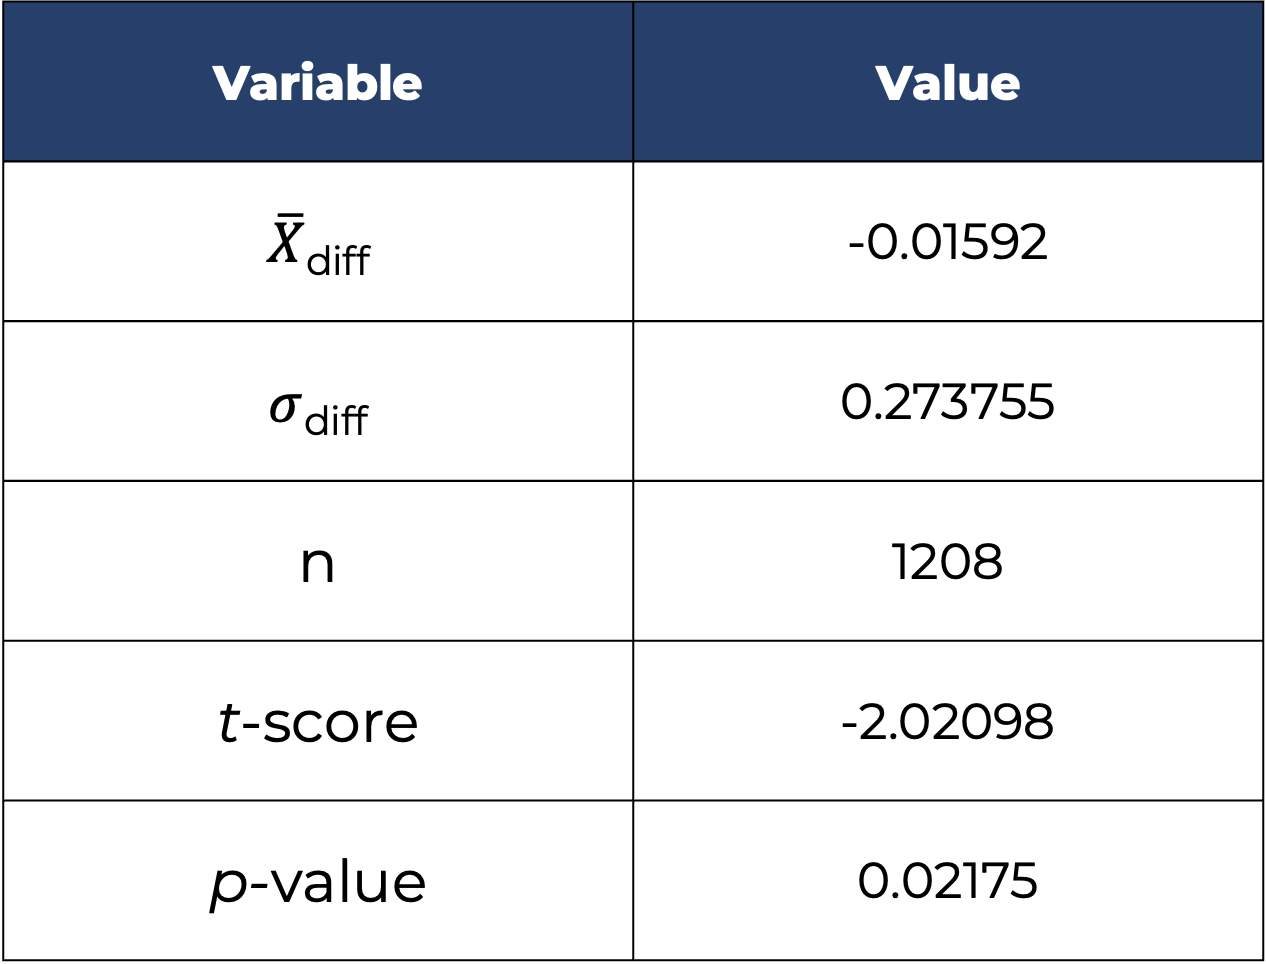 Variable Value
X̄diff -0.01592
σdiff 0.273755
n 1208
t-score -2.02098
p-value 0.02175